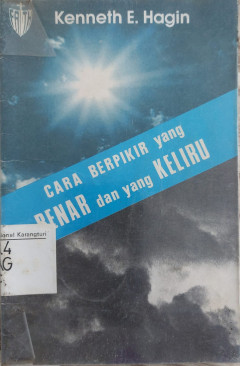 Kenneth E. Hagin
CARA BERPIKIR yang
BENAR dan yang KELIRU